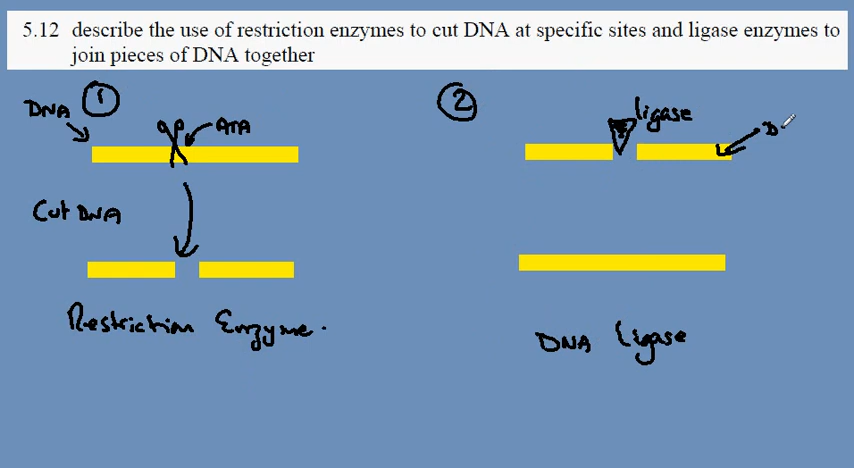 5.12 describe the use of restriction enzymes to cut DNA at specific sites and ligase enzymes to
join pieces of DNA together
1
DNA
ATA
Cut DNA
Restriction Enzyme.
2
ligase
D
DNA ligase